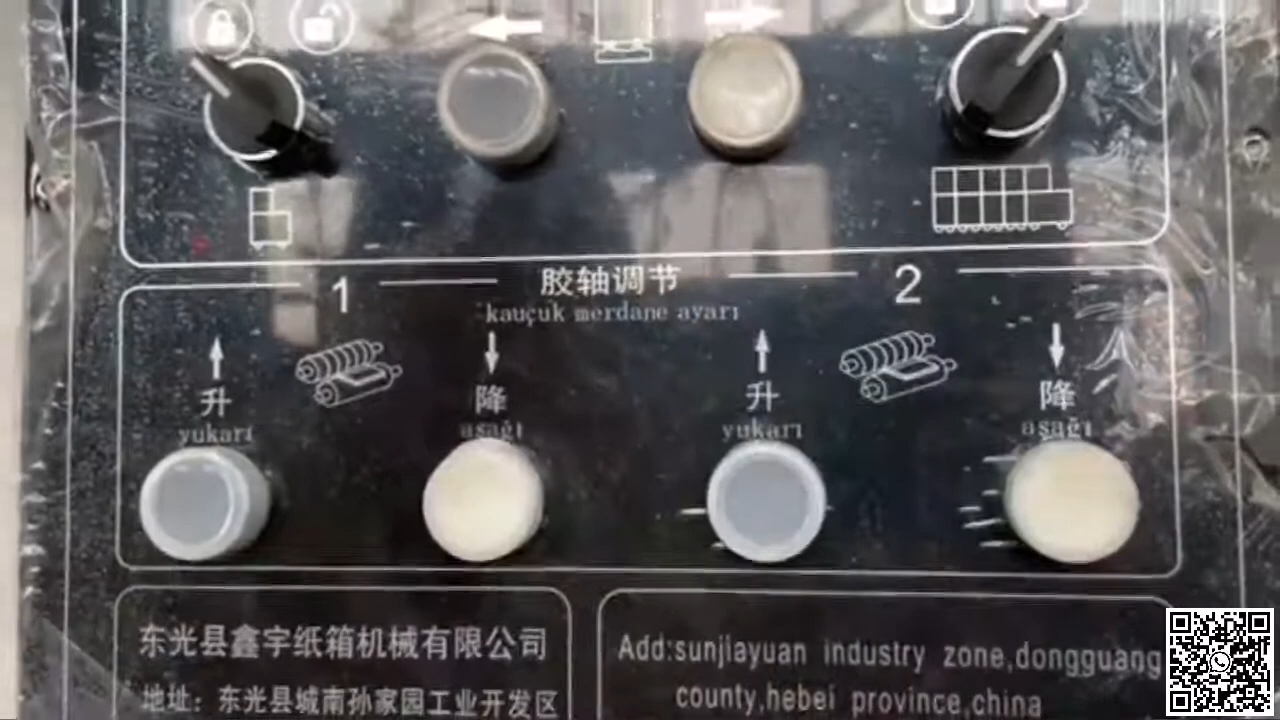 1
胶轴调节
2
kauçuk merdane ayarı
升
降
升
降
yukarı
aşağı
yukarı
aşağı
东光县鑫宇纸箱机械有限公司
地址：东光县城南孙家园工业开发区
Add:sunjiayuan industry zone,dongguang
county,hebei province,china